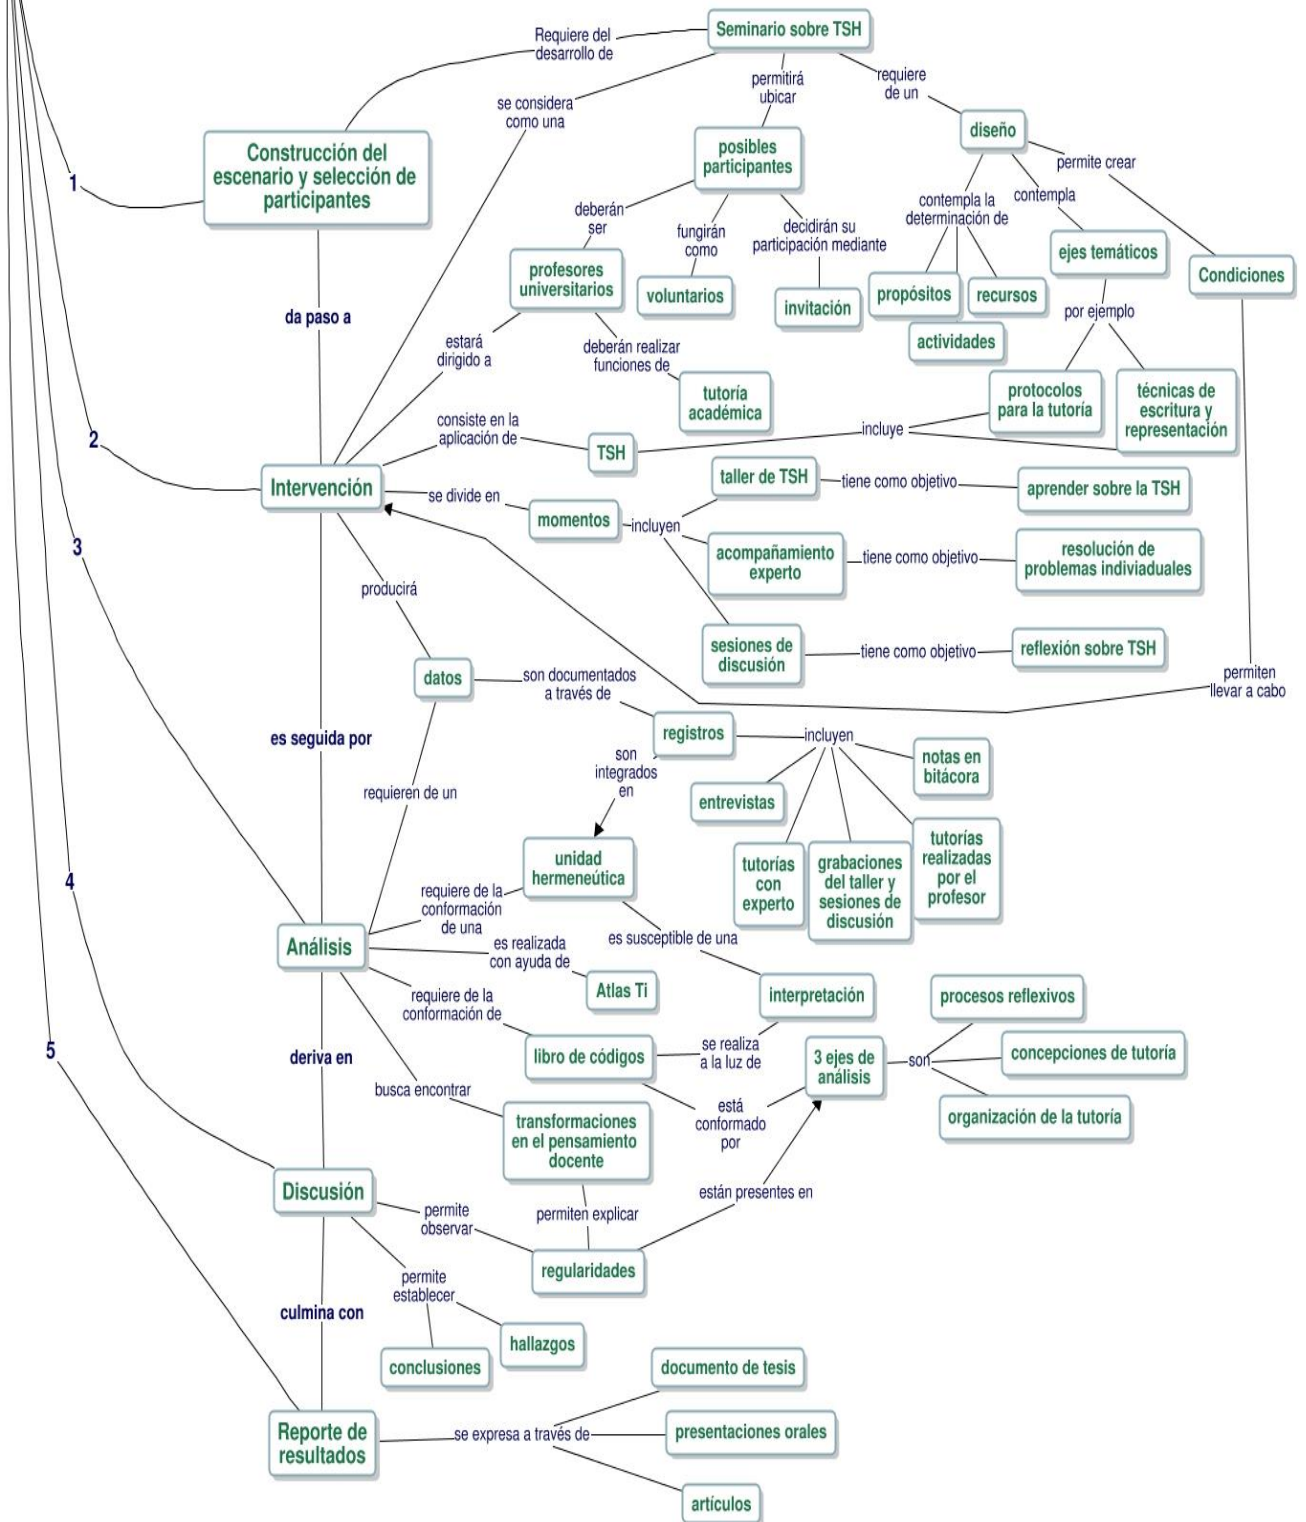 Seminario sobre TSH
Requiere del
desarrollo de
permitirá
ubicar
requiere
de un
se considera
como una
diseño
Construcción del
escenario y selección de
participantes
posibles
participantes
permite crear
1
contempla la
determinación de
contempla
deberán
ser
fungirán
como
decidirán su
participación mediante
ejes temáticos
Condiciones
profesores
universitarios
voluntarios
invitación
propósitos
recursos
actividades
por ejemplo
da paso a
estará
dirigido a
deberán realizar
funciones de
tutoría
académica
protocolos
para la tutoría
técnicas de
escritura y
representación
2
consiste en la
aplicación de
TSH
incluye
Intervención
se divide en
momentos
incluyen
taller de TSH
tiene como objetivo
aprender sobre la TSH
3
acompañamiento
experto
tiene como objetivo
resolución de
problemas indiviaduales
producirá
sesiones de
discusión
tiene como objetivo
reflexión sobre TSH
permiten
llevar a cabo
datos
son documentados
a través de
registros
incluyen
notas en
bitácora
es seguida por
son
integrados
en
requieren de un
entrevistas
tutorías
con
experto
grabaciones
del taller y
sesiones de
discusión
tutorías
realizadas
por el
profesor
unidad
hermeneútica
4
requiere de la
conformación
de una
es susceptible de una
Análisis
es realizada
con ayuda de
Atlas Ti
interpretación
procesos reflexivos
requiere de la
conformación de
libro de códigos
se realiza
a la luz de
3 ejes de
análisis
son
concepciones de tutoría
organización de la tutoría
5
deriva en
busca encontrar
está
conformado
por
transformaciones
en el pensamiento
docente
Discusión
permite
observar
permiten explicar
están presentes en
regularidades
permite
establecer
culmina con
hallazgos
conclusiones
documento de tesis
Reporte de
resultados
se expresa a través de
presentaciones orales
artículos